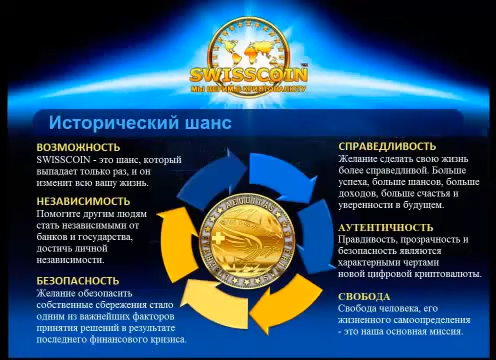 SWISSCOIN
Исторический шанс
ВОЗМОЖНОСТЬ
SWISSCOIN - это шанс, который
выпадает только раз, и он
изменит всю вашу жизнь.
НЕЗАВИСИМОСТЬ
Помогите другим людям
стать независимыми от
банков и государства,
достичь личной
независимости.
БЕЗОПАСНОСТЬ
Желание обезопасить
собственные сбережения стало
одним из важнейших факторов
принятия решений в результате
последнего финансового кризиса.
СПРАВЕДЛИВОСТЬ
Желание сделать свою жизнь
более справедливой. Больше
успеха, больше шансов, больше
доходов, больше счастья и
уверенности в будущем.
АУТЕНТИЧНОСТЬ
Правдивость, прозрачность и
безопасность являются
характерными чертами
новой цифровой криптовалюты.
СВОБОДА
Свобода человека, его
жизненного самоопределения
- это наша основная миссия.